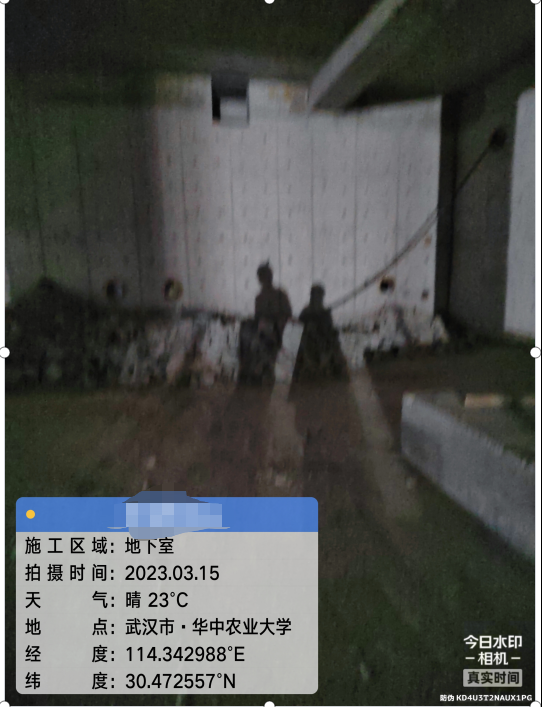 施工区域：地下室
拍摄时间：2023.03.15
天气：晴 23°C
地点：武汉市·华中农业大学
经度：114.342988°E
纬度：30.472557°N
今日水印
-相机-
真实时间
防伪 KD4U3T2NAUX1PG